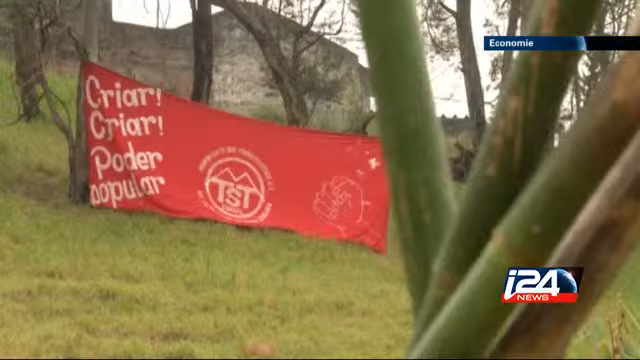 Economie
Criar!
Criar!
Poder
popular
TST
i24
NEWS